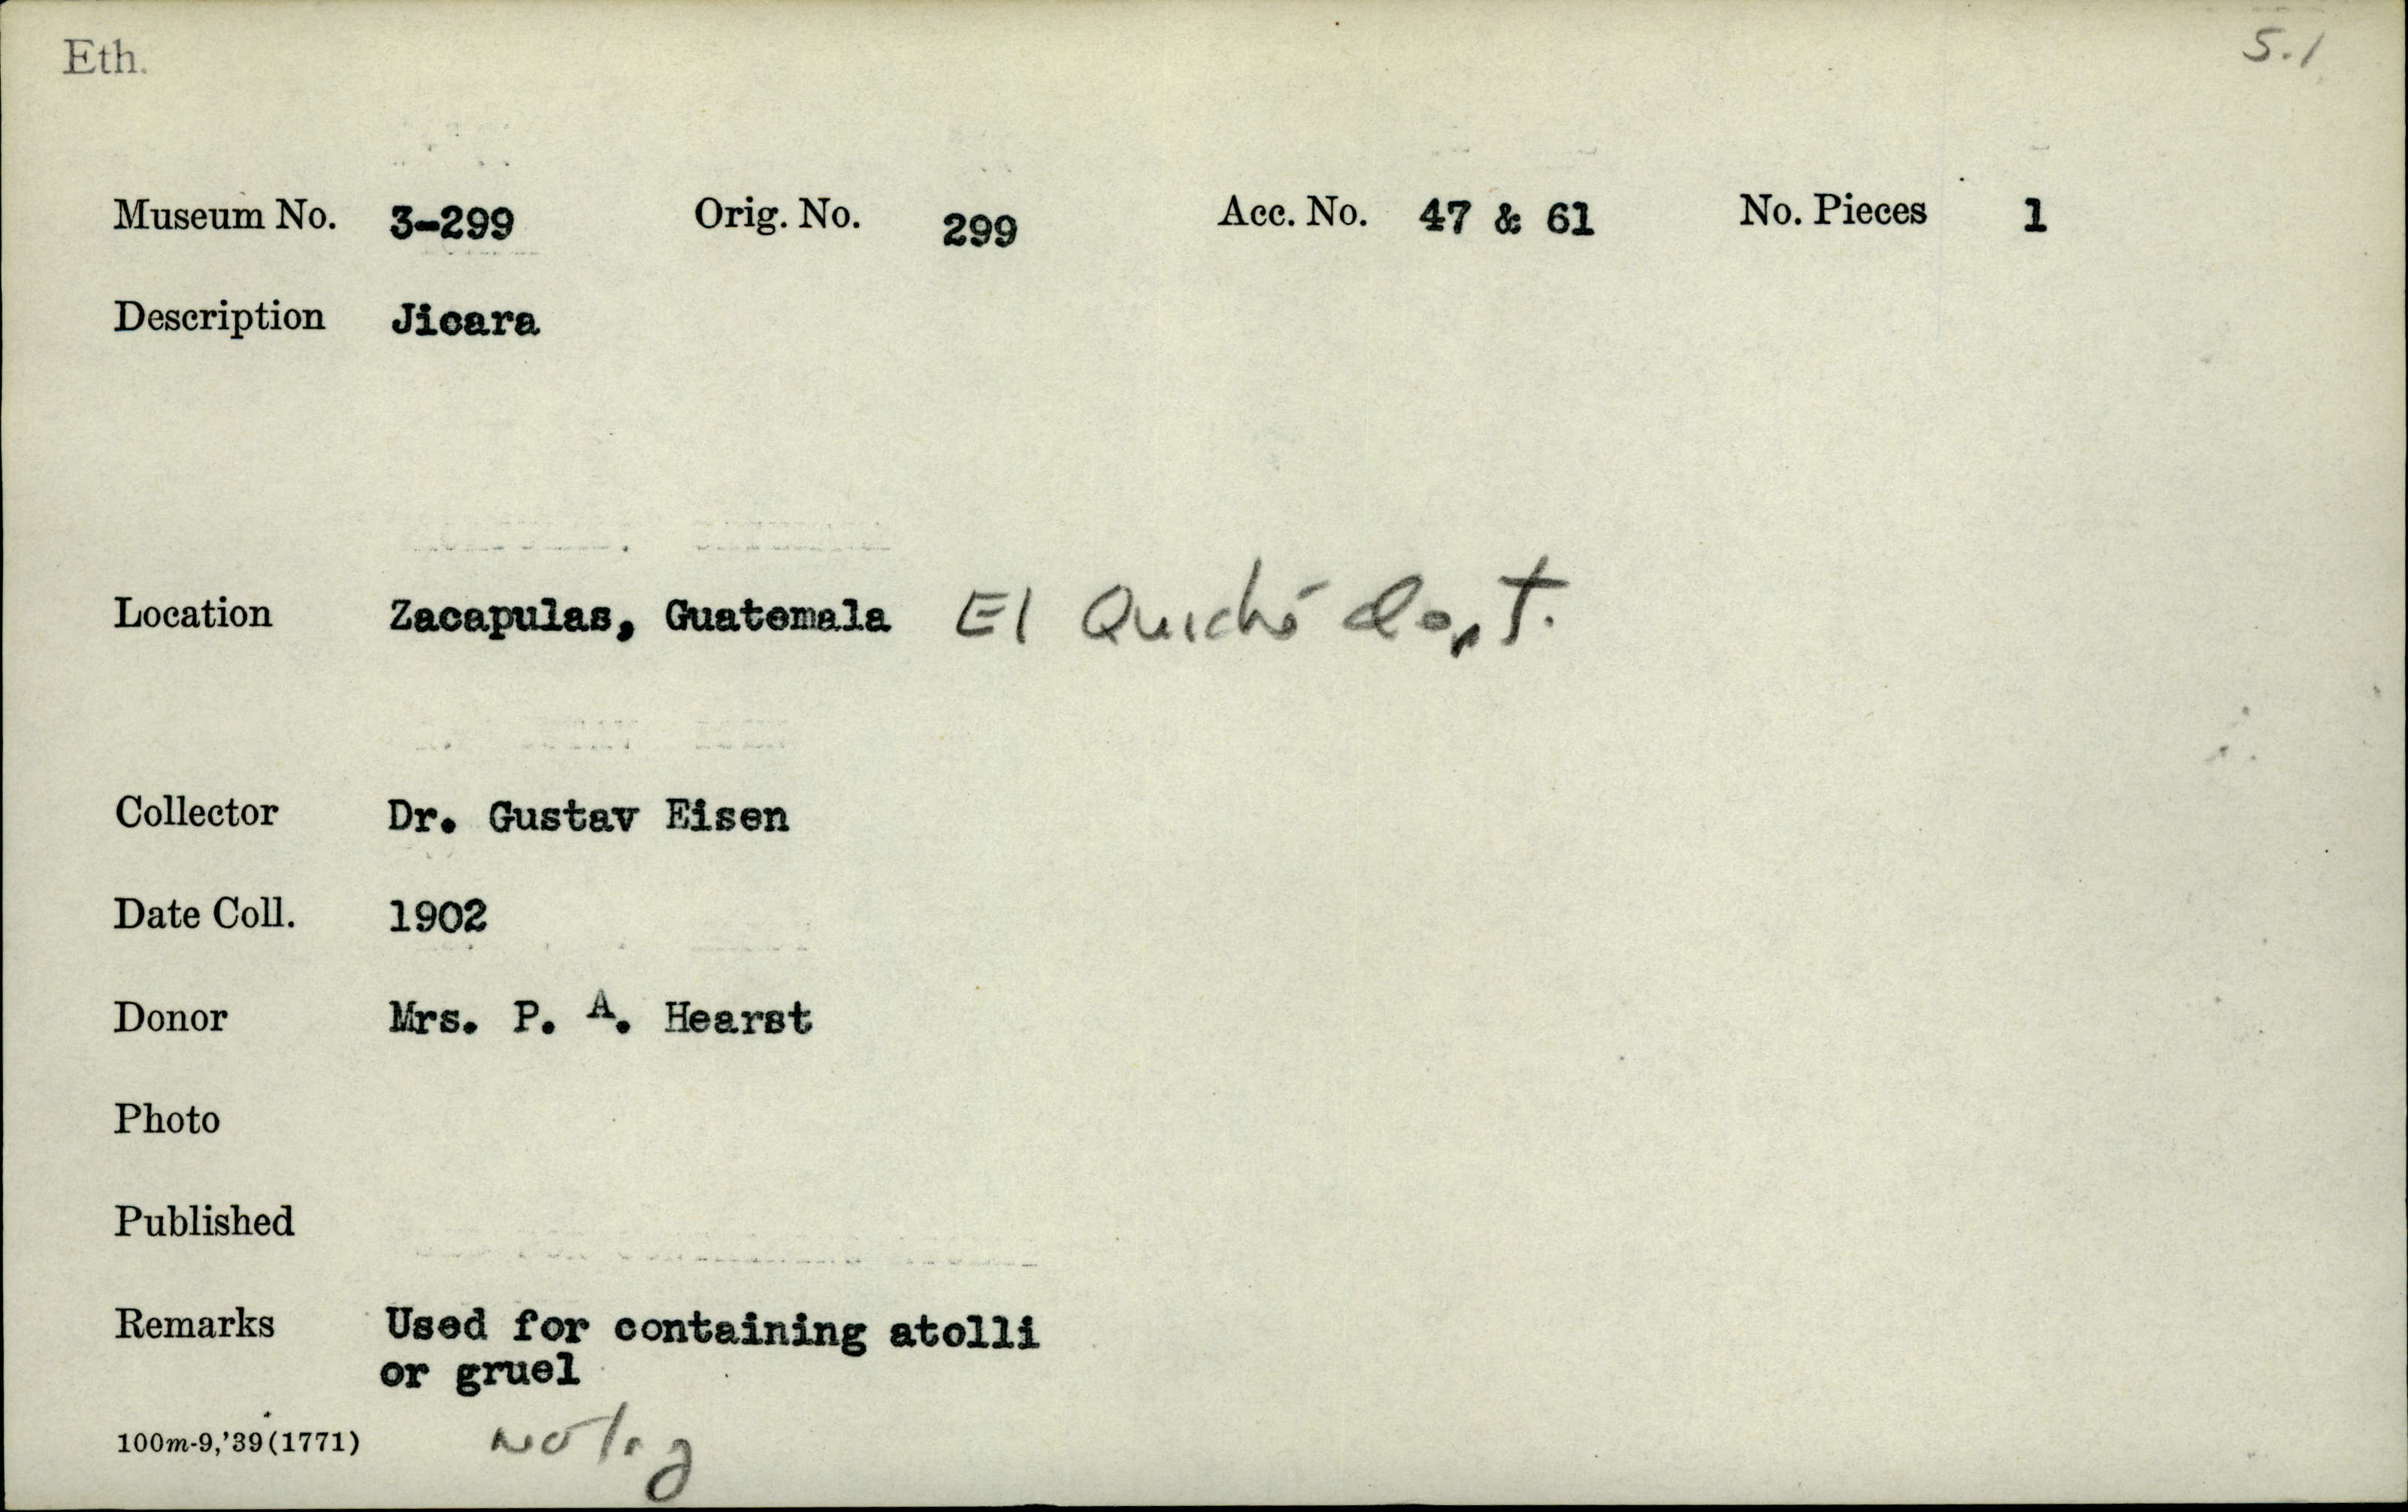 Eth. 5.1
Museum No. 3-299 Orig. No. 299 Acc. No. 47 & 61 No. Pieces 1
Description Jicara
Location Zacapulas, Guatemala El Quiché dept.
Collector Dr. Gustav Eisen
Date Coll. 1902
Donor Mrs. P. A. Hearst
Photo
Published
Remarks Used for containing atolli
or gruel
100m-9,'39(1771) no tag